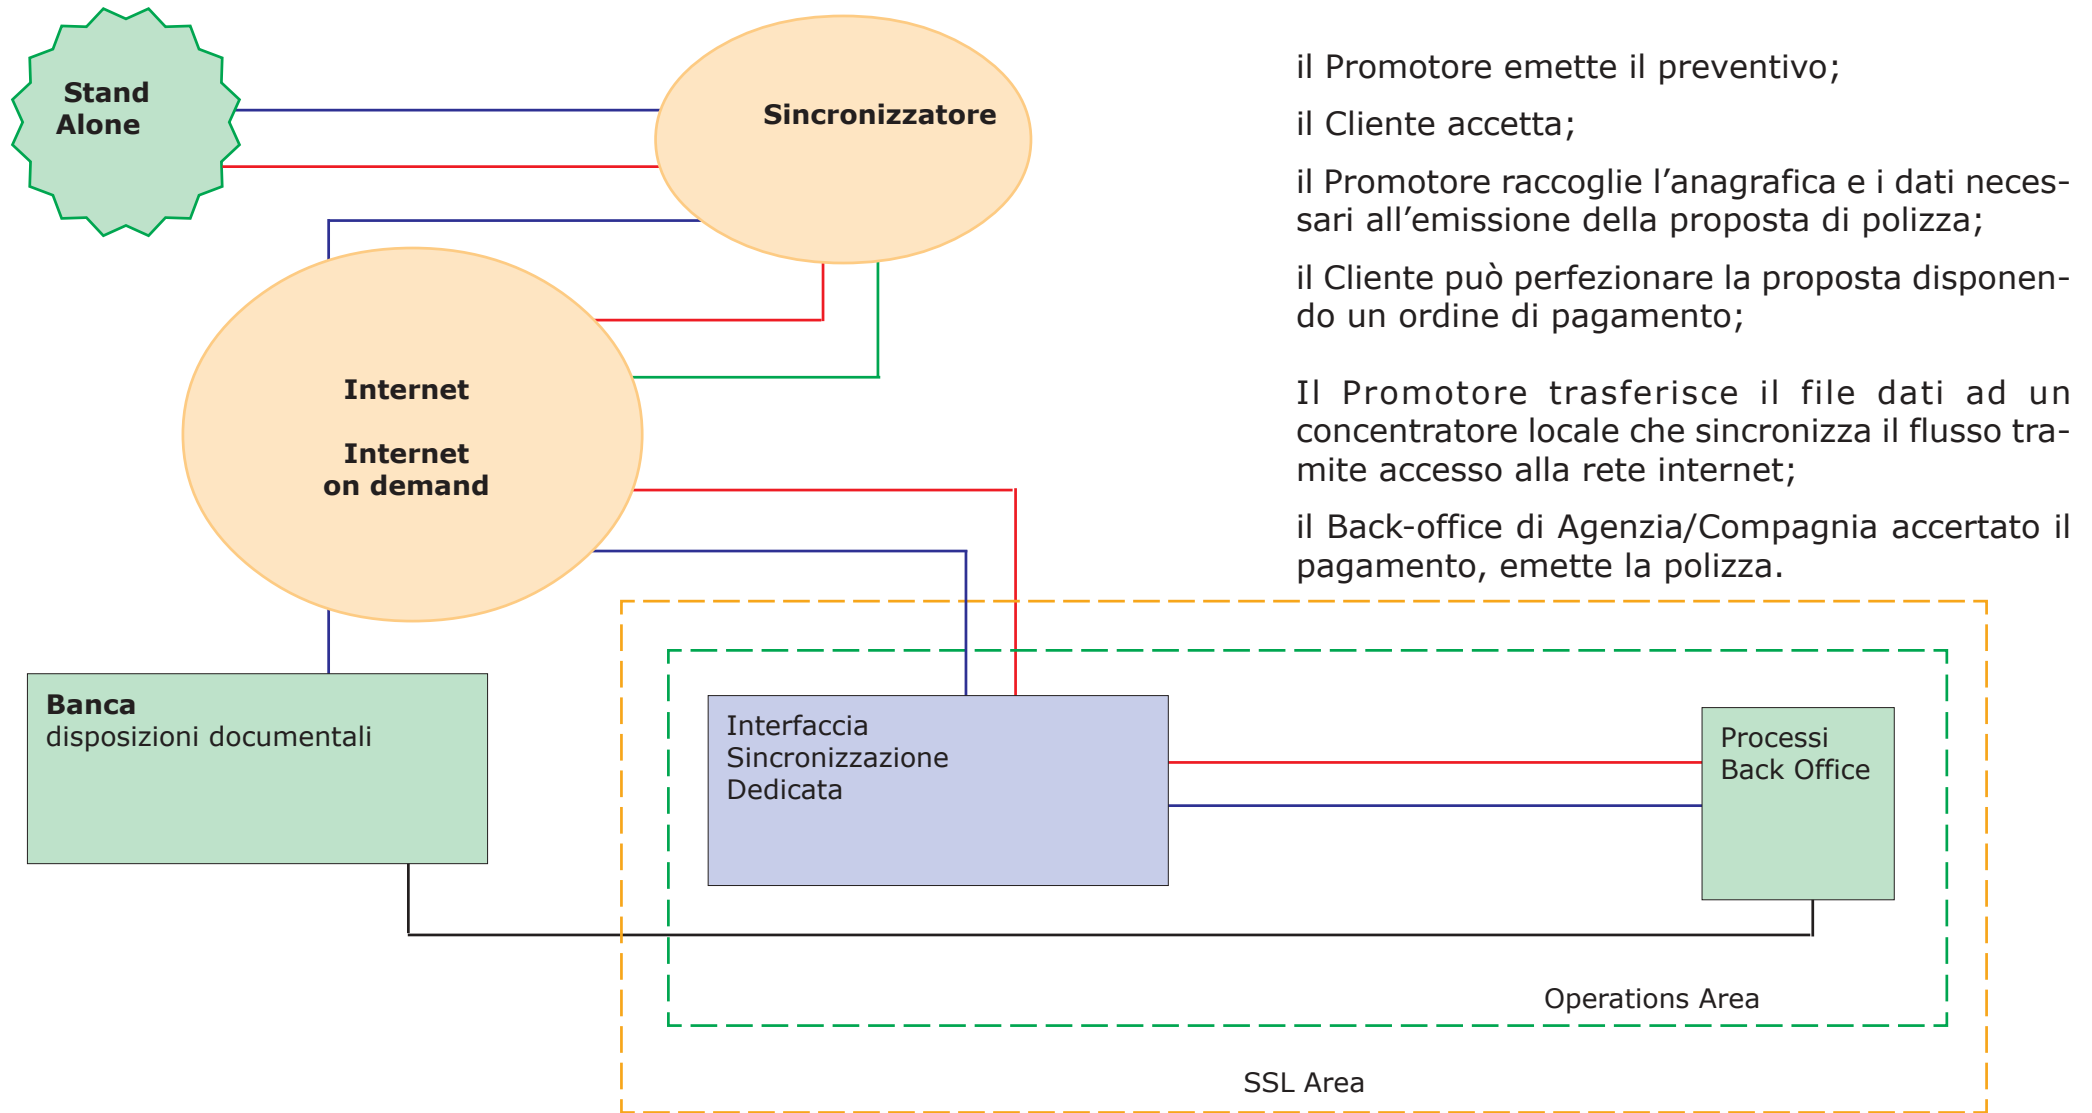 Stand
Alone
Sincronizzatore
il Promotore emette il preventivo;
il Cliente accetta;
il Promotore raccoglie l’anagrafica e i dati neces-
sari all’emissione della proposta di polizza;
il Cliente può perfezionare la proposta disponen-
do un ordine di pagamento;
Il Promotore trasferisce il file dati ad un
concentratore locale che sincronizza il flusso tra-
mite accesso alla rete internet;
il Back-office di Agenzia/Compagnia accertato il
pagamento, emette la polizza.
Internet
Internet
on demand
Banca
disposizioni documentali
Interfaccia
Sincronizzazione
Dedicata
Processi
Back Office
Operations Area
SSL Area